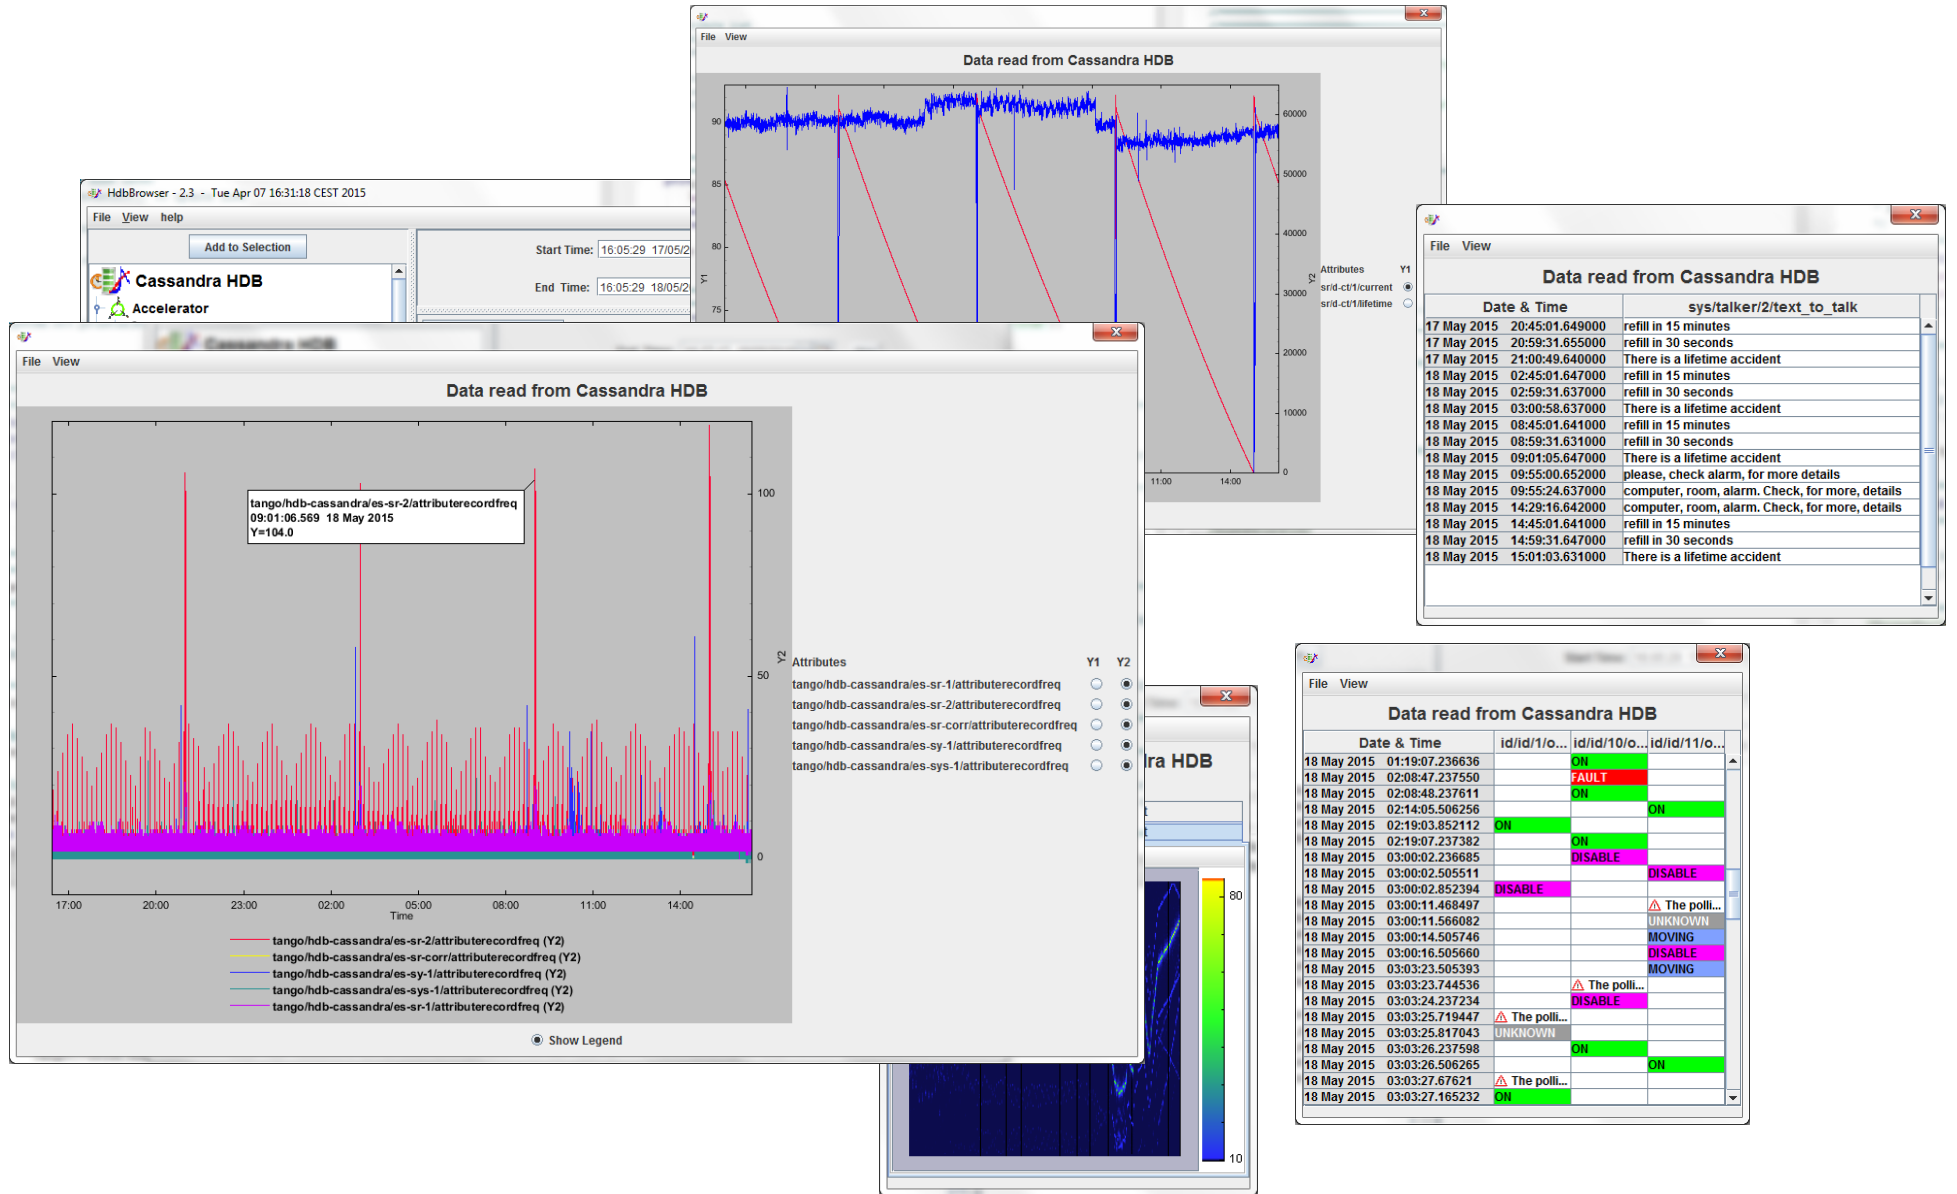 File View
Data read from Cassandra HDB
90
85
80
75
Y1
60000
50000
40000
30000
20000
10000
0
Y2
11:00 14:00
Attributes Y1
sr/d-ct/1/current
sr/d-ct/1/lifetime
HdbBrowser - 2.3 - Tue Apr 07 16:31:18 CEST 2015
File View help
Add to Selection
Start Time: 16:05:29 17/05/2
End Time: 16:05:29 18/05/2
Cassandra HDB
Accelerator
File View
Data read from Cassandra HDB
Date & Time sys/talker/2/text_to_talk
17 May 2015 20:45:01.649000 refill in 15 minutes
17 May 2015 20:59:31.655000 refill in 30 seconds
17 May 2015 21:00:49.640000 There is a lifetime accident
18 May 2015 02:45:01.647000 refill in 15 minutes
18 May 2015 02:59:31.637000 refill in 30 seconds
18 May 2015 03:00:58.637000 There is a lifetime accident
18 May 2015 08:45:01.641000 refill in 15 minutes
18 May 2015 08:59:31.631000 refill in 30 seconds
18 May 2015 09:01:05.647000 There is a lifetime accident
18 May 2015 09:55:00.652000 please, check alarm, for more details
18 May 2015 09:55:24.637000 computer, room, alarm. Check, for more, details
18 May 2015 14:29:16.642000 computer, room, alarm. Check, for more, details
18 May 2015 14:45:01.641000 refill in 15 minutes
18 May 2015 14:59:31.647000 refill in 30 seconds
18 May 2015 15:01:03.631000 There is a lifetime accident
File View
Data read from Cassandra HDB
tango/hdb-cassandra/es-sr-2/attributerecordfreq
09:01:06.569 18 May 2015
Y=104.0
100
50
0
Y2
17:00 20:00 23:00 02:00 05:00 08:00 11:00 14:00
Time
Attributes Y1 Y2
tango/hdb-cassandra/es-sr-1/attributerecordfreq
tango/hdb-cassandra/es-sr-2/attributerecordfreq
tango/hdb-cassandra/es-sr-corr/attributerecordfreq
tango/hdb-cassandra/es-sy-1/attributerecordfreq
tango/hdb-cassandra/es-sys-1/attributerecordfreq
tango/hdb-cassandra/es-sr-2/attributerecordfreq (Y2)
tango/hdb-cassandra/es-sr-corr/attributerecordfreq (Y2)
tango/hdb-cassandra/es-sy-1/attributerecordfreq (Y2)
tango/hdb-cassandra/es-sys-1/attributerecordfreq (Y2)
tango/hdb-cassandra/es-sr-1/attributerecordfreq (Y2)
Show Legend
ra HDB
80
10
File View
Data read from Cassandra HDB
Date & Time id/id/1/o... id/id/10/o... id/id/11/o...
18 May 2015 01:19:07.236636 ON
18 May 2015 02:08:47.237550 FAULT
18 May 2015 02:08:48.237611 ON
18 May 2015 02:14:05.506256 ON
18 May 2015 02:19:03.852112 ON
18 May 2015 02:19:07.237382 ON
18 May 2015 03:00:02.236685 DISABLE
18 May 2015 03:00:02.505511 DISABLE
18 May 2015 03:00:02.852394 DISABLE
18 May 2015 03:00:11.468497 The polli...
18 May 2015 03:00:11.566082 UNKNOWN
18 May 2015 03:00:14.505746 MOVING
18 May 2015 03:00:16.505660 DISABLE
18 May 2015 03:03:23.505393 MOVING
18 May 2015 03:03:23.744536 The polli...
18 May 2015 03:03:24.237234 DISABLE
18 May 2015 03:03:25.719447 The polli...
18 May 2015 03:03:25.817043 UNKNOWN
18 May 2015 03:03:26.237598 ON
18 May 2015 03:03:26.506265 ON
18 May 2015 03:03:27.67621 The polli...
18 May 2015 03:03:27.165232 ON